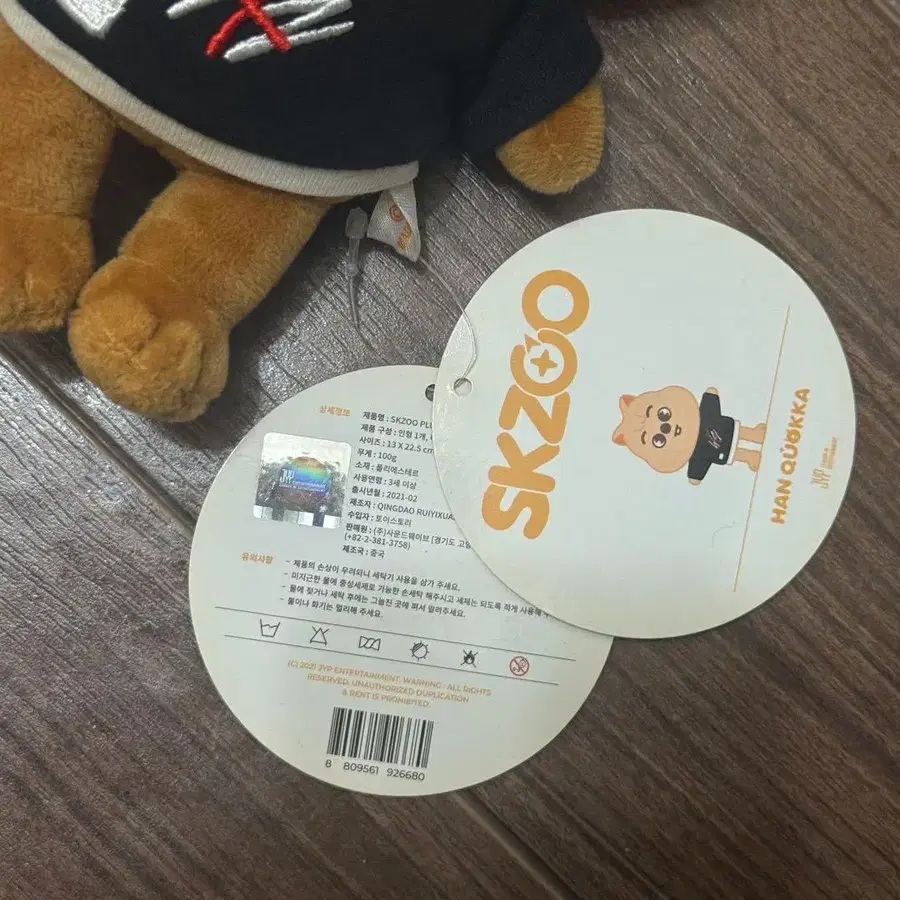 SKZOO
HAN QUOKKA
JYP
상세정보
제품명 : SKZOO PLU
제품 구성 : 인형 1개,
사이즈 : 13 X 22.5 cm
무게 : 100g
소재 : 폴리에스테르
사용연령 : 3세 이상
출시년월 : 2021-02
제조자 : QINGDAO RUIYIXUA
수입자 : 토이스토리
판매원 : (주)사운드웨이브 [경기도 고양
(+82-2-381-3758)
제조국 : 중국
JYP
유의사항
- 제품의 손상이 우려되니 세탁기 사용을 삼가 주세요.
- 미지근한 물에 중성세제로 가능한 손세탁 해주시고 세제는 되도록 적게 사용해
- 물에 젖거나 세탁 후에는 그늘진 곳에 펴서 말려주세요.
- 불이나 화기는 멀리해 주세요.
(C) 2021 JYP ENTERTAINMENT. WARNING : ALL RIGHTS
RESERVED. UNAUTHORIZED DUPLICATION
& RENT IS PROHIBITED.
8 809561 926680